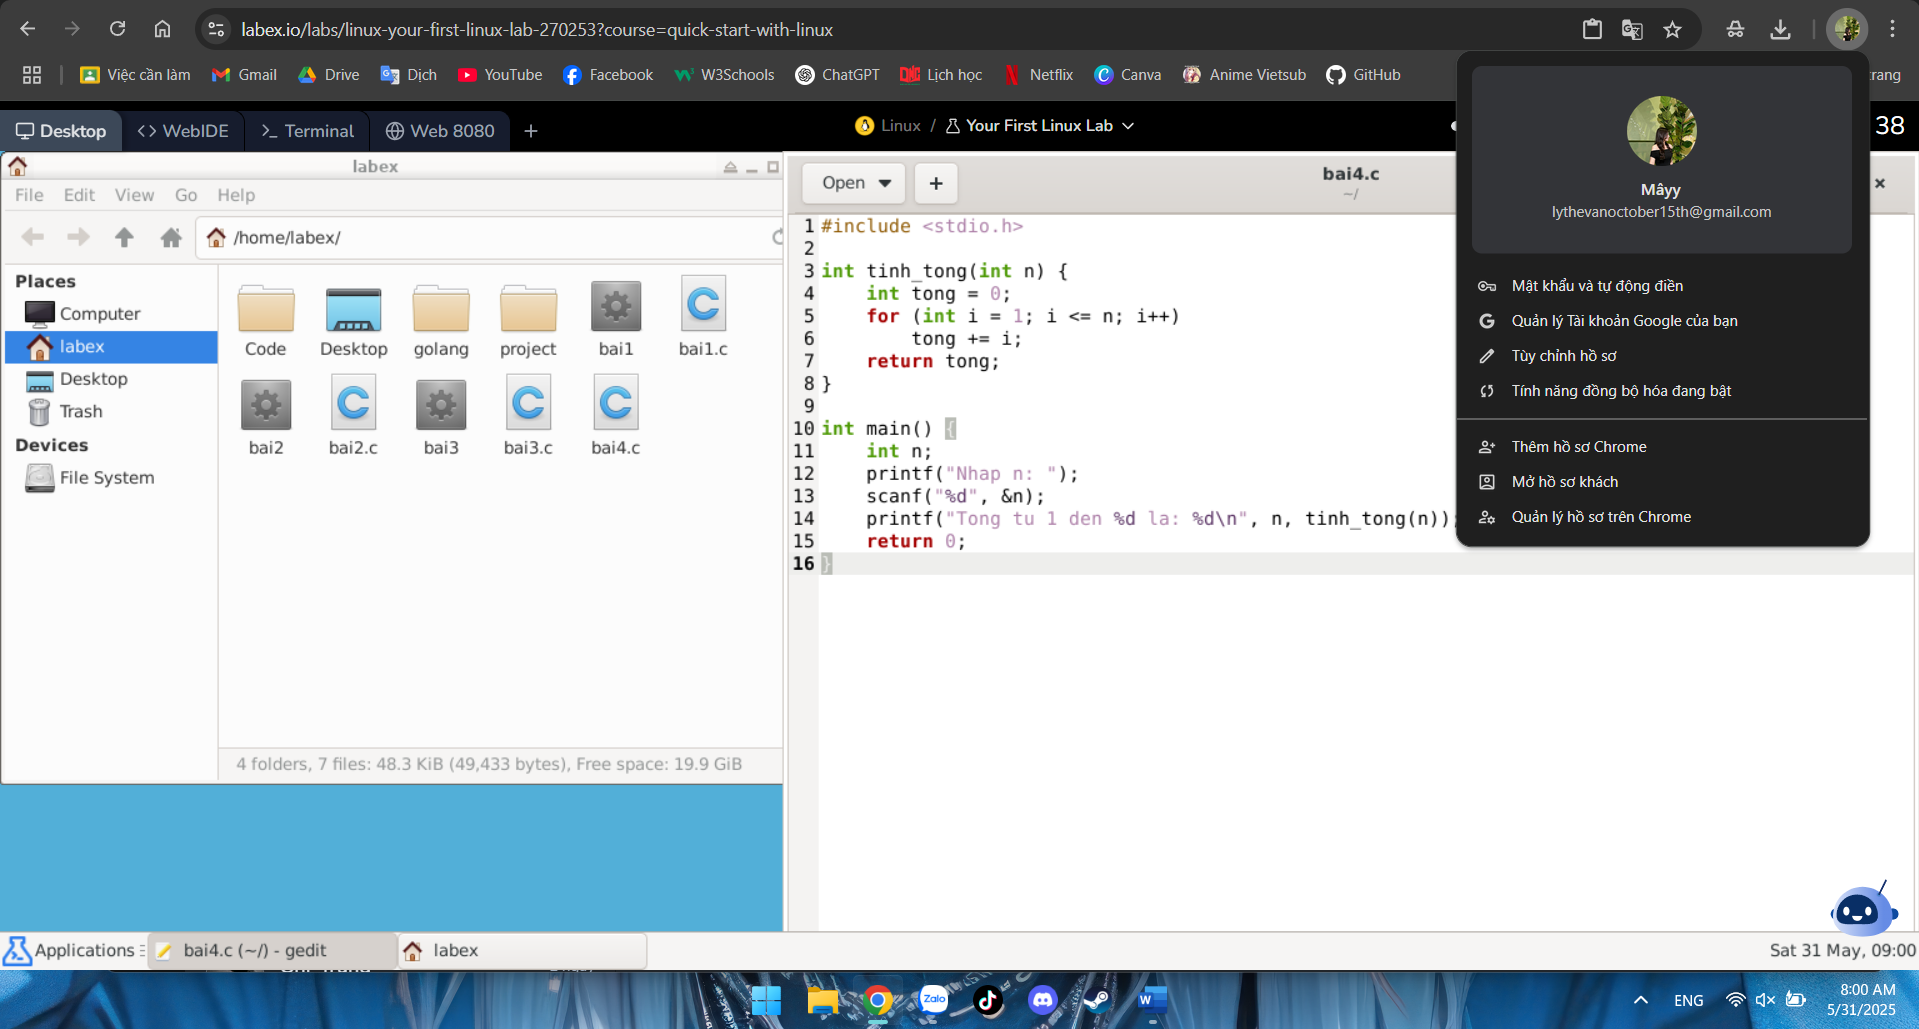 labex.io/labs/linux-your-first-linux-lab-270253?course=quick-start-with-linux
Việc cần làm
Gmail
Drive
Dịch
YouTube
Facebook
W3Schools
ChatGPT
Lịch học
Netflix
Canva
Anime Vietsub
GitHub
trang
Desktop
WebIDE
Terminal
Web 8080
Linux / Your First Linux Lab
38
labex
File Edit View Go Help
/home/labex/
Places
Computer
labex
Desktop
Trash
Devices
File System
Code
Desktop
golang
project
bai1
bai1.c
bai2
bai2.c
bai3
bai3.c
bai4.c
4 folders, 7 files: 48.3 KiB (49,433 bytes), Free space: 19.9 GiB
Open
bai4.c
~/
1 #include <stdio.h>
2
3 int tinh_tong(int n) {
4     int tong = 0;
5     for (int i = 1; i <= n; i++)
6         tong += i;
7     return tong;
8 }
9
10 int main() {
11     int n;
12     printf("Nhap n: ");
13     scanf("%d", &n);
14     printf("Tong tu 1 den %d la: %d\n", n, tinh_tong(n));
15     return 0;
16 }
Mâyy
lythevanoctober15th@gmail.com
Mật khẩu và tự động điền
Quản lý Tài khoản Google của bạn
Tùy chỉnh hồ sơ
Tính năng đồng bộ hóa đang bật
Thêm hồ sơ Chrome
Mở hồ sơ khách
Quản lý hồ sơ trên Chrome
Applications
bai4.c (~/) - gedit
labex
Sat 31 May, 09:00
Zalo
ENG
8:00 AM
5/31/2025